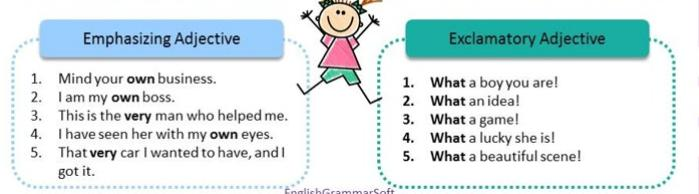 Emphasizing Adjective
1. Mind your own business.
2. I am my own boss.
3. This is the very man who helped me.
4. I have seen her with my own eyes.
5. That very car I wanted to have, and I
got it.
Exclamatory Adjective
1. What a boy you are!
2. What an idea!
3. What a game!
4. What a lucky she is!
5. What a beautiful scene!
EnglishGrammarSoft